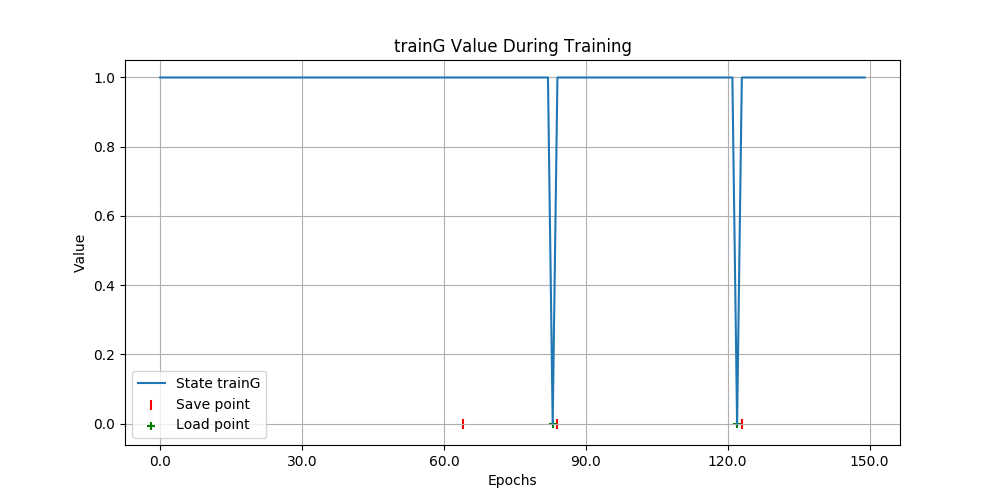 trainG Value During Training
Value
1.0
0.8
0.6
0.4
0.2
0.0
State trainG
Save point
Load point
0.0 30.0 60.0 90.0 120.0 150.0
Epochs